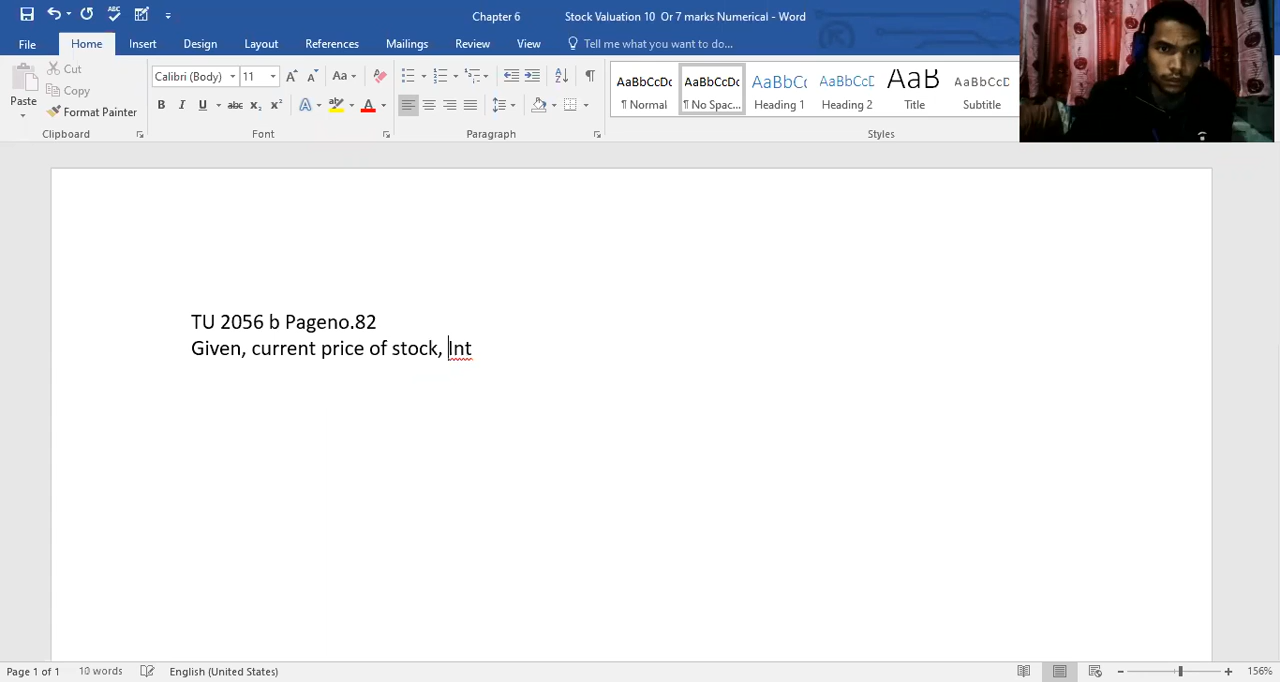 Chapter 6 Stock Valuation 10 Or 7 marks Numerical - Word
File Home Insert Design Layout References Mailings Review View Tell me what you want to do...
Paste
Cut
Copy
Format Painter
Calibri (Body) 11
AaBbCcDc AaBbCcDc AaBbCc AaBbCcD AaB AaBbCcD
¶ Normal ¶ No Spac... Heading 1 Heading 2 Title Subtitle
Clipboard Font Paragraph Styles
TU 2056 b Pageno.82
Given, current price of stock, Int
Page 1 of 1 10 words English (United States) 156%